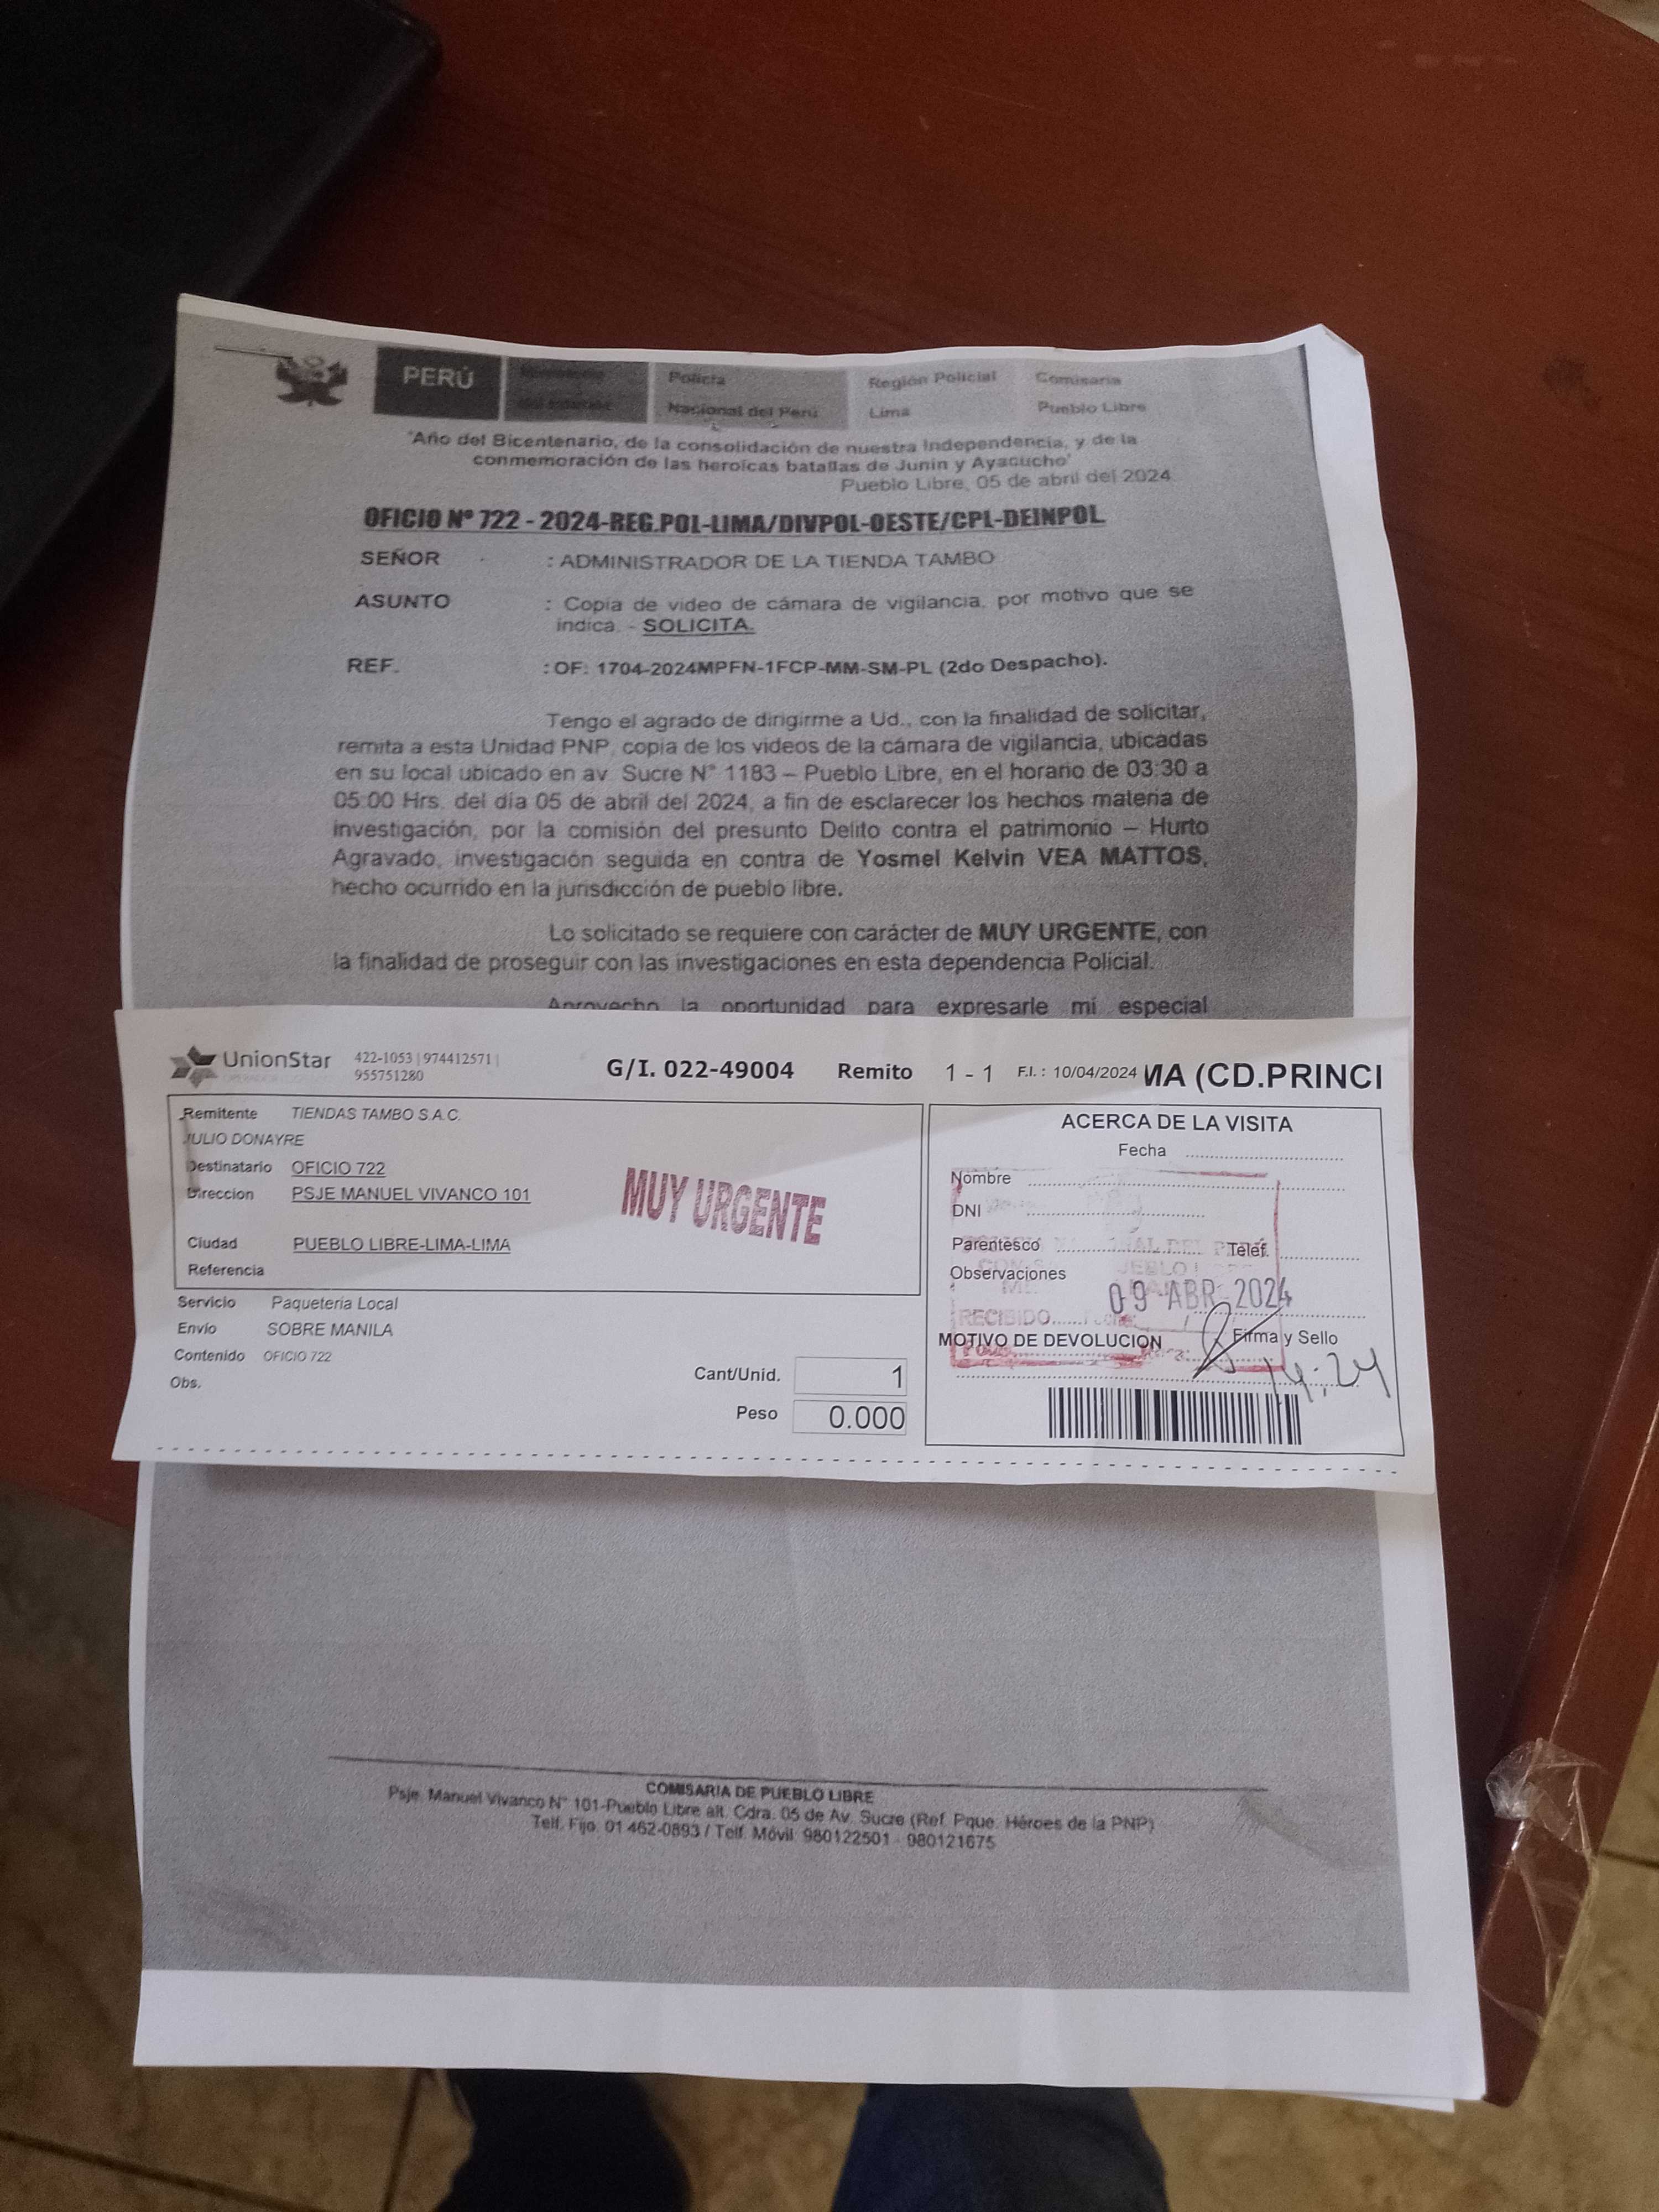 PERÚ
Policía
Nacional del Perú
Región Policial
Lima
Comisaria
Pueblo Libre
"Año del Bicentenario, de la consolidación de nuestra Independencia, y de la
conmemoración de las heroicas batallas de Junín y Ayacucho"
Pueblo Libre, 05 de abril del 2024.
OFICIO Nº 722 - 2024-REG.POL-LIMA/DIVPOL-OESTE/CPL-DEINPOL
SEÑOR : ADMINISTRADOR DE LA TIENDA TAMBO
ASUNTO : Copia de video de cámara de vigilancia, por motivo que se
indica. - SOLICITA.
REF. : OF: 1704-2024MPFN-1FCP-MM-SM-PL (2do Despacho).
Tengo el agrado de dirigirme a Ud., con la finalidad de solicitar,
remita a esta Unidad PNP, copia de los videos de la cámara de vigilancia, ubicadas
en su local ubicado en av. Sucre N° 1183 – Pueblo Libre, en el horario de 03:30 a
05:00 Hrs. del día 05 de abril del 2024, a fin de esclarecer los hechos materia de
investigación, por la comisión del presunto Delito contra el patrimonio – Hurto
Agravado, investigación seguida en contra de Yosmel Kelvin VEA MATTOS,
hecho ocurrido en la jurisdicción de pueblo libre.
Lo solicitado se requiere con carácter de MUY URGENTE, con
la finalidad de proseguir con las investigaciones en esta dependencia Policial.
Aprovecho la oportunidad para expresarle mi especial
UnionStar 422-1053 | 974412571 |
955751280
G/I. 022-49004 Remito 1 - 1 F.I. : 10/04/2024 MA (CD.PRINCI
Remitente TIENDAS TAMBO S.A.C.
JULIO DONAYRE
Destinatario OFICIO 722
Direccion PSJE MANUEL VIVANCO 101
Ciudad PUEBLO LIBRE-LIMA-LIMA
Referencia
MUY URGENTE
Servicio Paquetería Local
Envío SOBRE MANILA
Contenido OFICIO 722
Obs.
Cant/Unid. 1
Peso 0.000
ACERCA DE LA VISITA
Fecha
Nombre
DNI
Parentesco Telef.
Observaciones
09 ABR 2024
RECIBIDO
MOTIVO DE DEVOLUCION Firma y Sello
14:24
COMISARIA DE PUEBLO LIBRE
Psje. Manuel Vivanco N° 101-Pueblo Libre alt. Cdra. 05 de Av. Sucre (Ref. Pque. Héroes de la PNP)
Telf. Fijo. 01 462-0893 / Telf. Móvil. 980122501 - 980121675